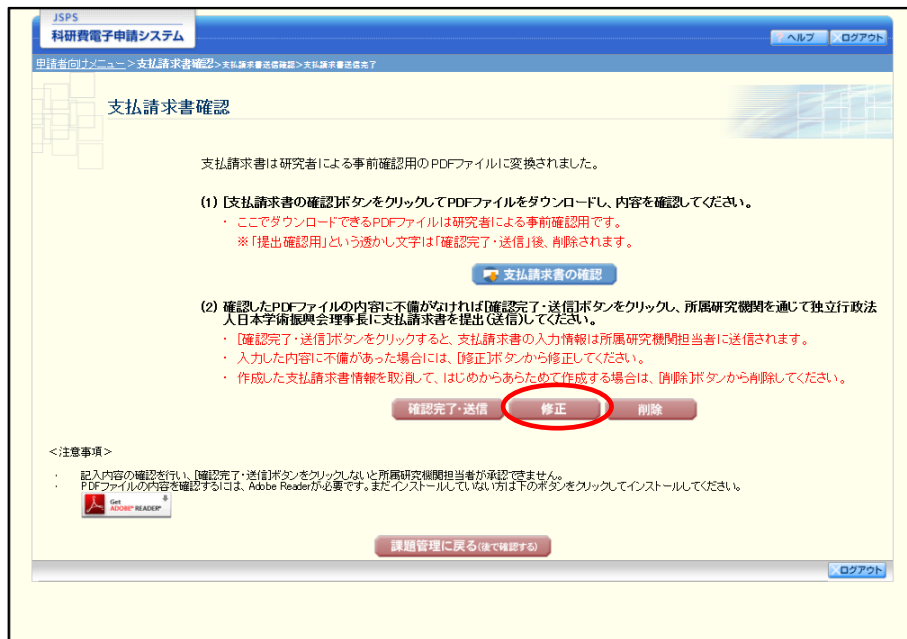 JSPS
科研費電子申請システム
ヘルプ
ログアウト
申請者向けメニュー>支払請求書確認>支払請求書送信確認>支払請求書送信完了
支払請求書確認
支払請求書は研究者による事前確認用のPDFファイルに変換されました。
(1) [支払請求書の確認]ボタンをクリックしてPDFファイルをダウンロードし、内容を確認してください。
・ ここでダウンロードできるPDFファイルは研究者による事前確認用です。
※「提出確認用」という透かし文字は「確認完了・送信」後、削除されます。
支払請求書の確認
(2) 確認したPDFファイルの内容に不備がなければ[確認完了・送信]ボタンをクリックし、所属研究機関を通じて独立行政法
人日本学術振興会理事長に支払請求書を提出(送信)してください。
・ [確認完了・送信]ボタンをクリックすると、支払請求書の入力情報は所属研究機関担当者に送信されます。
・ 入力した内容に不備があった場合には、[修正]ボタンから修正してください。
・ 作成した支払請求書情報を取消して、はじめからあらためて作成する場合は、[削除]ボタンから削除してください。
確認完了・送信
修正
削除
<注意事項>
・ 記入内容の確認を行い、[確認完了・送信]ボタンをクリックしないと所属研究機関担当者が承認できません。
・ PDFファイルの内容を確認するには、Adobe Readerが必要です。まだインストールしていない方は下のボタンをクリックしてインストールしてください。
Get
ADOBE® READER®
課題管理に戻る(後で確認する)
ログアウト